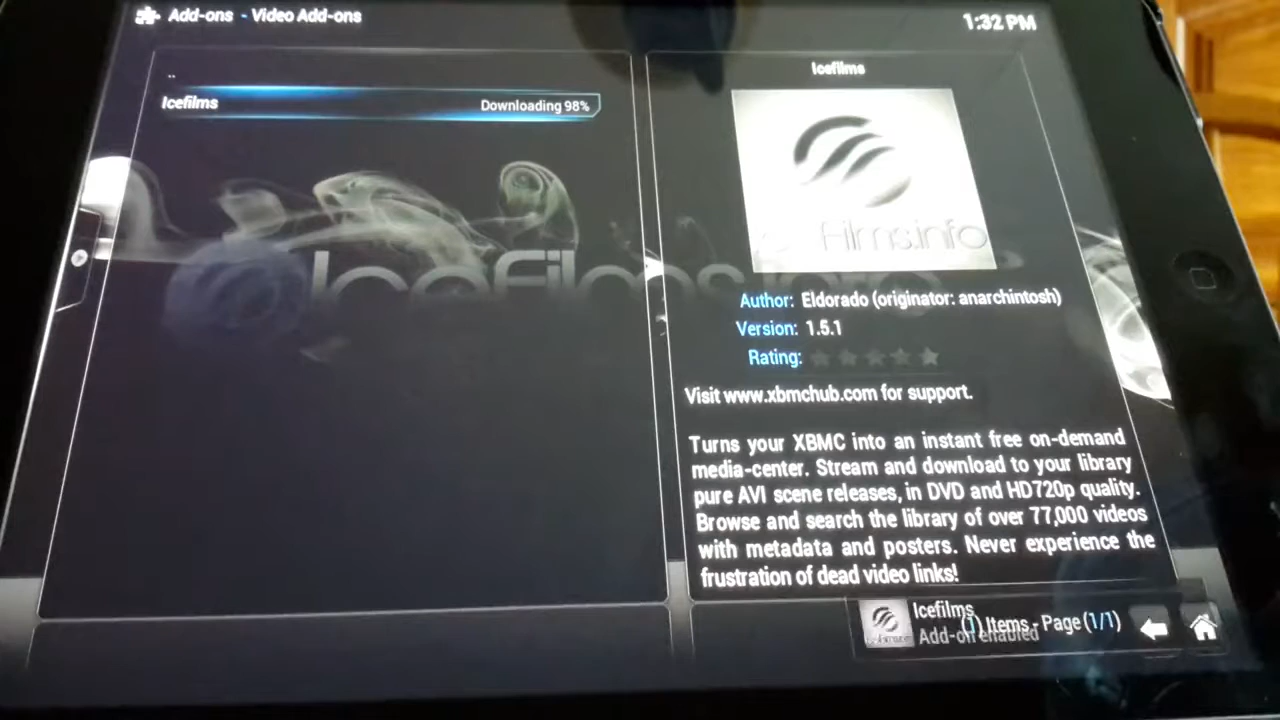 Add-ons - Video Add-ons
1:32 PM
..
Icefilms
Downloading 98%
Icefilms
Films.info
Icefilms
Author: Eldorado (originator: anarchintosh)
Version: 1.5.1
Rating:
Visit www.xbmchub.com for support.
Turns your XBMC into an instant free on-demand
media-center. Stream and download to your library
pure AVI scene releases, in DVD and HD720p quality.
Browse and search the library of over 77,000 videos
with metadata and posters. Never experience the
frustration of dead video links!
Icefilms
(1) Items - Page (1/1)
Add-on enabled